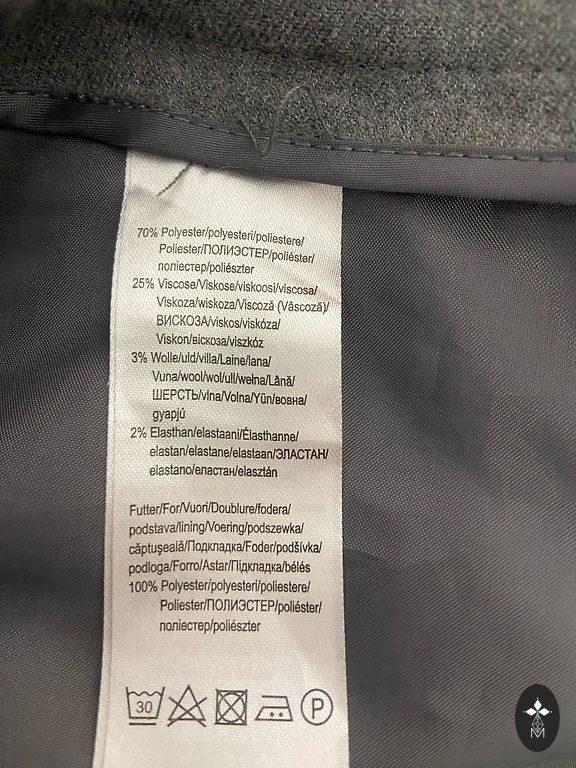 70% Polyester/polyesteri/poliestere/
Poliester/ПОЛИЭСТЕР/poliéster/
поліестер/poliészter
25% Viscose/Viskose/viskoosi/viscosa/
Viskoza/wiskoza/Viscoză (Vâscoză)/
ВИСКОЗА/viskos/viskóza/
Viskon/віскоза/viszkóz
3% Wolle/uld/villa/Laine/lana/
Vuna/wool/wol/ull/wełna/Lână/
ШЕРСТЬ/vlna/Volna/Yün/вовна/
gyapjú
2% Elasthan/elastaani/Élasthanne/
elastan/elastane/elastaan/ЭЛАСТАН/
elastano/еластан/elasztán
Futter/For/Vuori/Doublure/fodera/
podstava/lining/Voering/podszewka/
căptuşeală/Подкладка/Foder/podšívka/
podloga/Forro/Astar/Підкладка/bélés
100% Polyester/polyesteri/poliestere/
Poliester/ПОЛИЭСТЕР/poliéster/
поліестер/poliészter
30 P
M